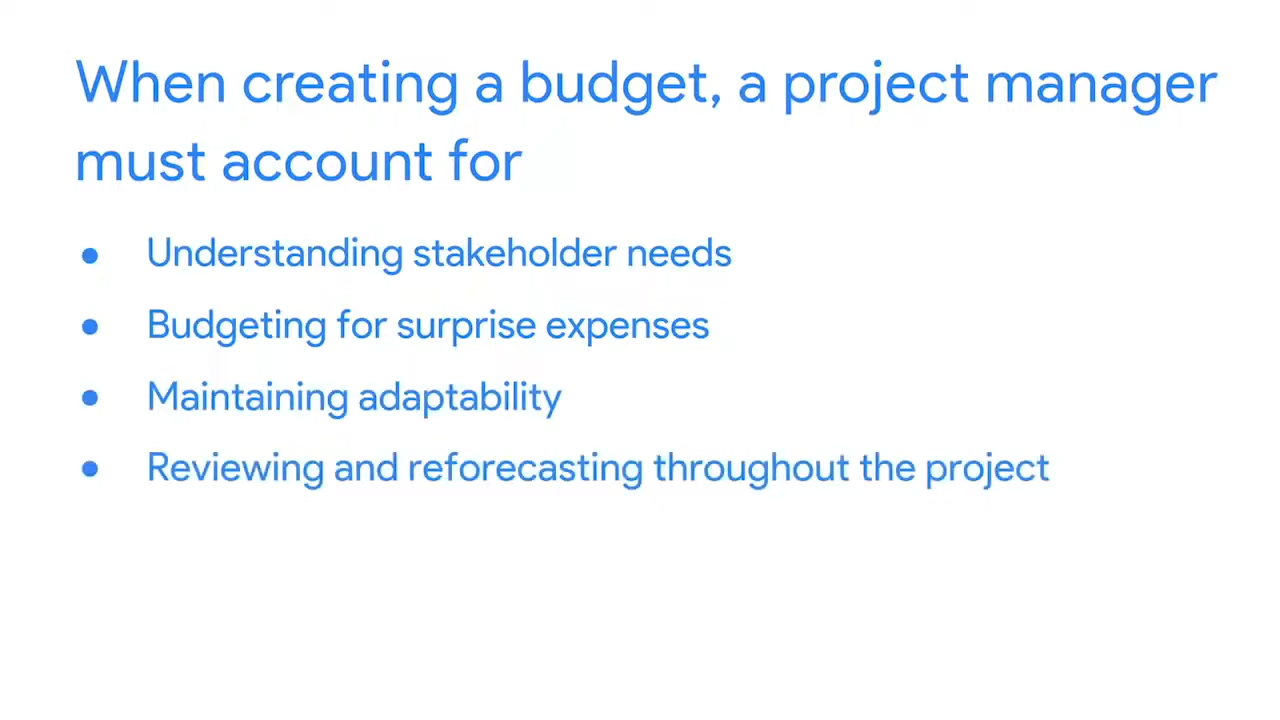 When creating a budget, a project manager
must account for
● Understanding stakeholder needs
● Budgeting for surprise expenses
● Maintaining adaptability
● Reviewing and reforecasting throughout the project